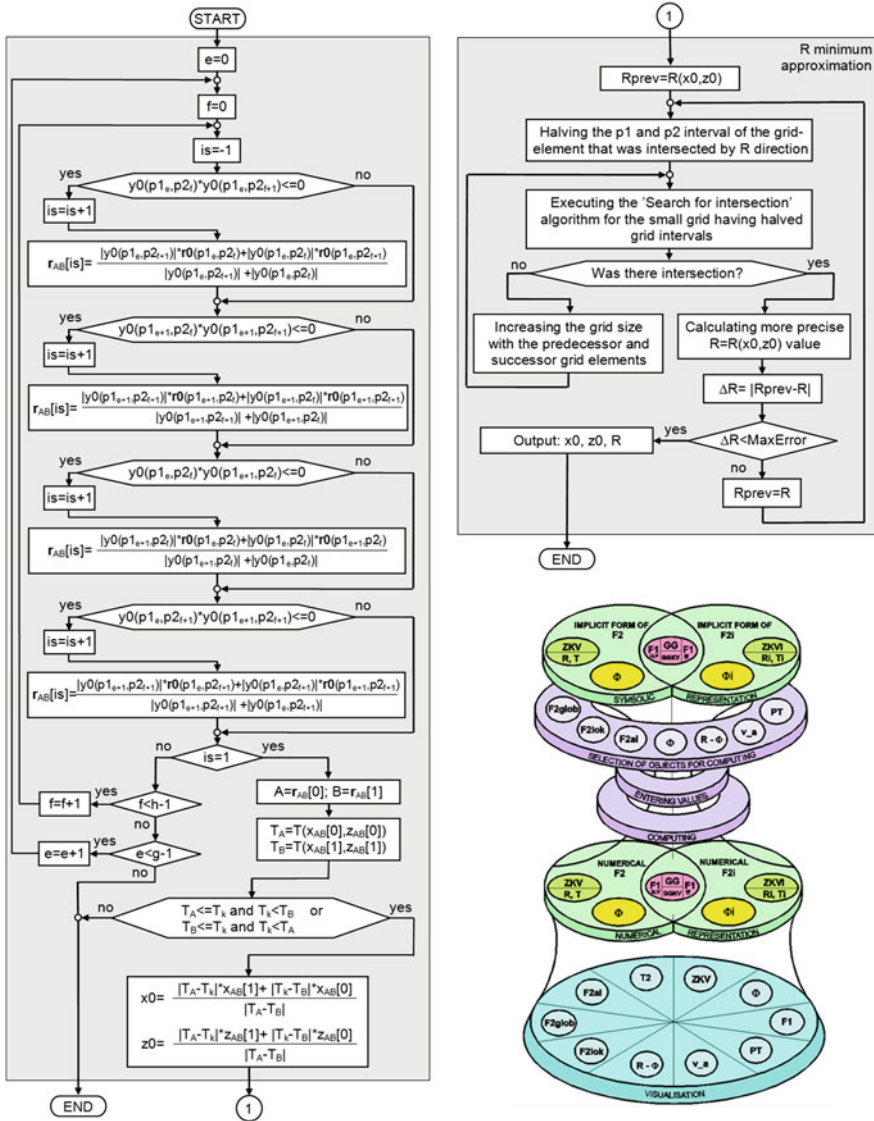 START
e=0
f=0
is=-1
yes
y0(p1e,p2f)*y0(p1e,p2f+1)<=0
no
is=is+1
rAB[is]= |y0(p1e,p2f+1)|*r0(p1e,p2f)+|y0(p1e,p2f)|*r0(p1e,p2f+1)
|y0(p1e,p2f+1)| +|y0(p1e,p2f)|
yes
y0(p1e+1,p2f)*y0(p1e+1,p2f+1)<=0
no
is=is+1
rAB[is]= |y0(p1e+1,p2f+1)|*r0(p1e+1,p2f)+|y0(p1e+1,p2f)|*r0(p1e+1,p2f+1)
|y0(p1e+1,p2f+1)| +|y0(p1e+1,p2f)|
yes
y0(p1e,p2f)*y0(p1e+1,p2f)<=0
no
is=is+1
rAB[is]= |y0(p1e+1,p2f)|*r0(p1e,p2f)+|y0(p1e,p2f)|*r0(p1e+1,p2f)
|y0(p1e+1,p2f)| +|y0(p1e,p2f)|
yes
y0(p1e,p2f+1)*y0(p1e+1,p2f+1)<=0
no
is=is+1
rAB[is]= |y0(p1e+1,p2f+1)|*r0(p1e,p2f+1)+|y0(p1e,p2f+1)|*r0(p1e+1,p2f+1)
|y0(p1e+1,p2f+1)| +|y0(p1e,p2f+1)|
no
is=1
yes
f=f+1
yes
f<h-1
no
e=e+1
yes
e<g-1
no
A=rAB[0]; B=rAB[1]
TA=T(xAB[0],zAB[0])
TB=T(xAB[1],zAB[1])
no
TA<=Tk and Tk<TB or
TB<=Tk and Tk<TA
yes
x0= |TA-Tk|*xAB[1]+ |Tk-TB|*xAB[0]
|TA-TB|
z0= |TA-Tk|*zAB[1]+ |Tk-TB|*zAB[0]
|TA-TB|
END
1
1
R minimum
approximation
Rprev=R(x0,z0)
Halving the p1 and p2 interval of the grid-
element that was intersected by R direction
Executing the 'Search for intersection'
algorithm for the small grid having halved
grid intervals
no
Was there intersection?
yes
Increasing the grid size
with the predecessor and
successor grid elements
Calculating more precise
R=R(x0,z0) value
ΔR= |Rprev-R|
Output: x0, z0, R
yes
ΔR<MaxError
no
Rprev=R
END
IMPLICIT FORM OF
F2
IMPLICIT FORM OF
F2i
ZKV
R, T
F1
GG
GGKV
F1
ZKVI
Ri, Ti
Φ
Φi
SYMBOLIC
REPRESENTATION
F2glob
F2lok
F2al
Φ
R - Φ
v_a
PT
SELECTION OF OBJECTS FOR COMPUTING
ENTERING VALUES
COMPUTING
NUMERICAL
F2
NUMERICAL
F2i
ZKV
R, T
F1
GG
GGKV
F1
ZKVI
Ri, Ti
Φ
Φi
NUMERICAL
REPRESENTATION
T2
ZKV
F2al
Φ
F2glob
F1
F2lok
PT
R - Φ
v_a
VISUALISATION